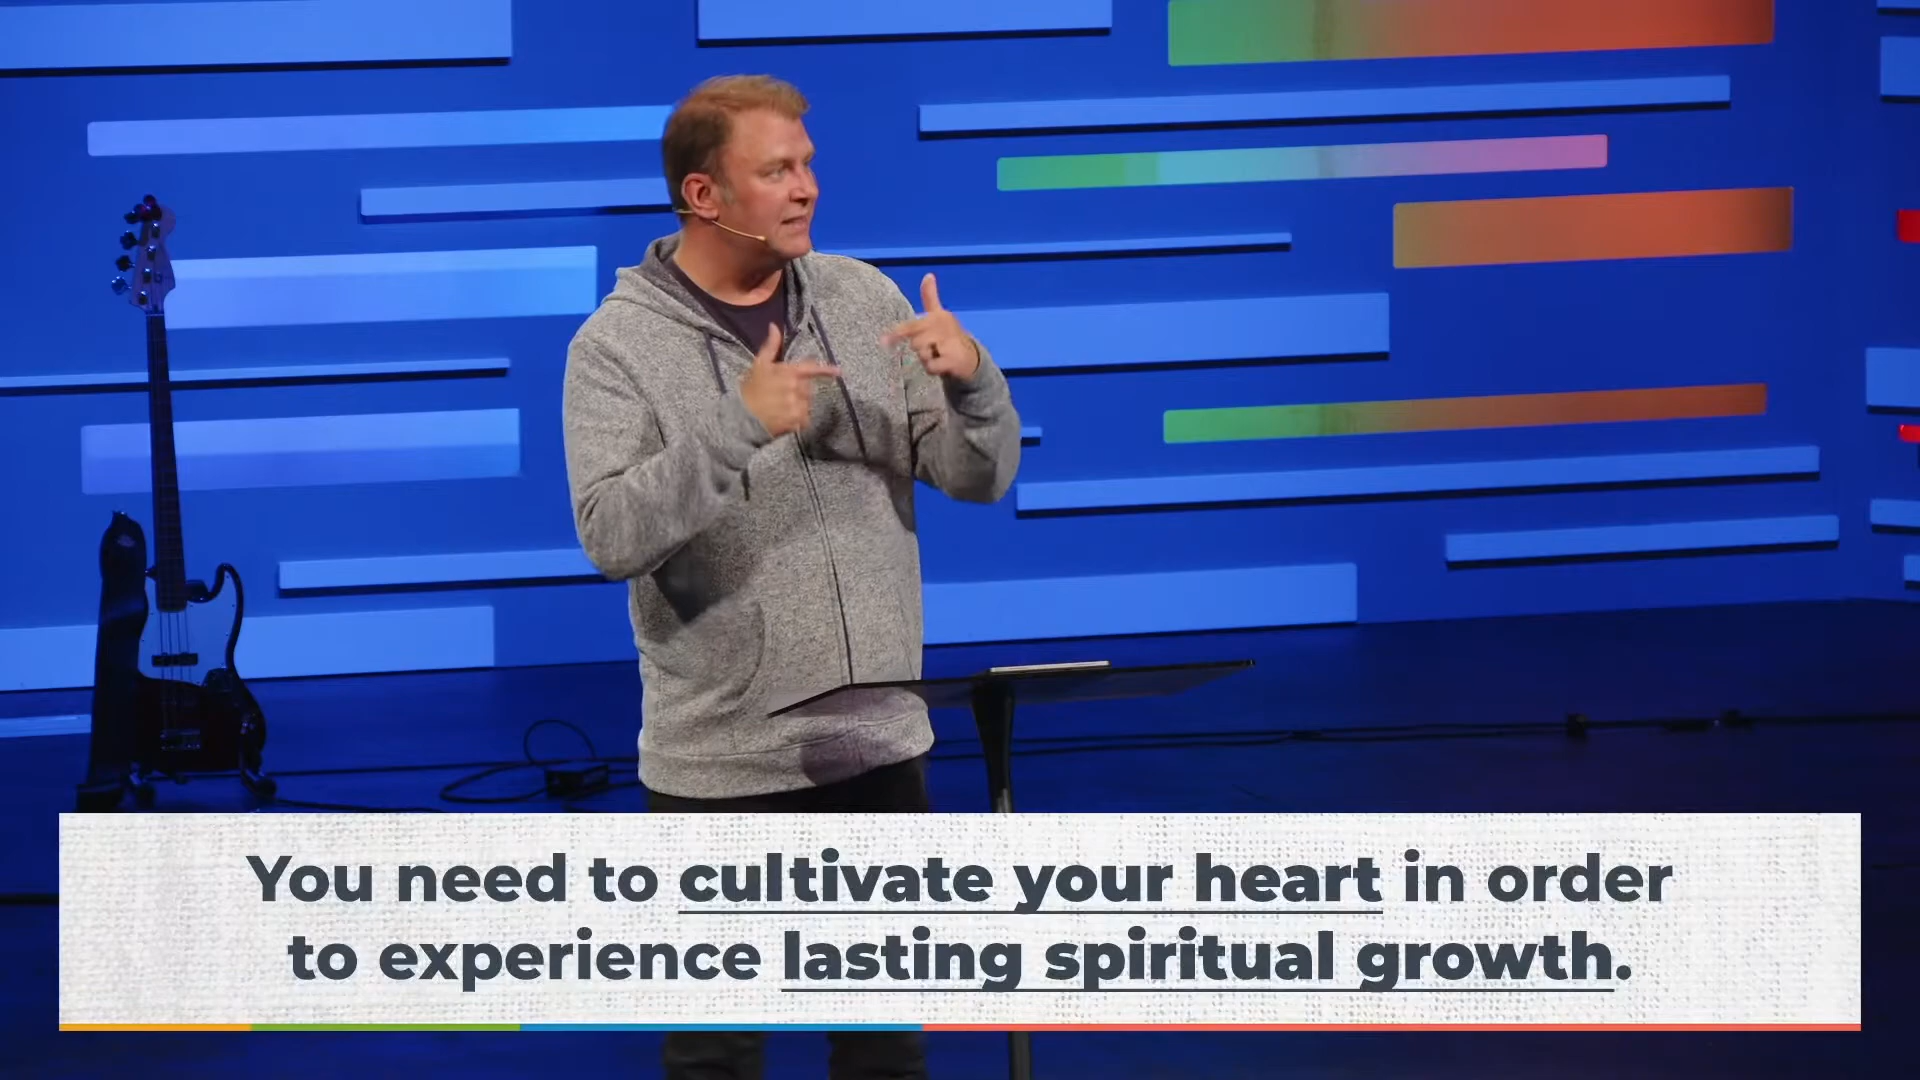 You need to cultivate your heart in order
to experience lasting spiritual growth.